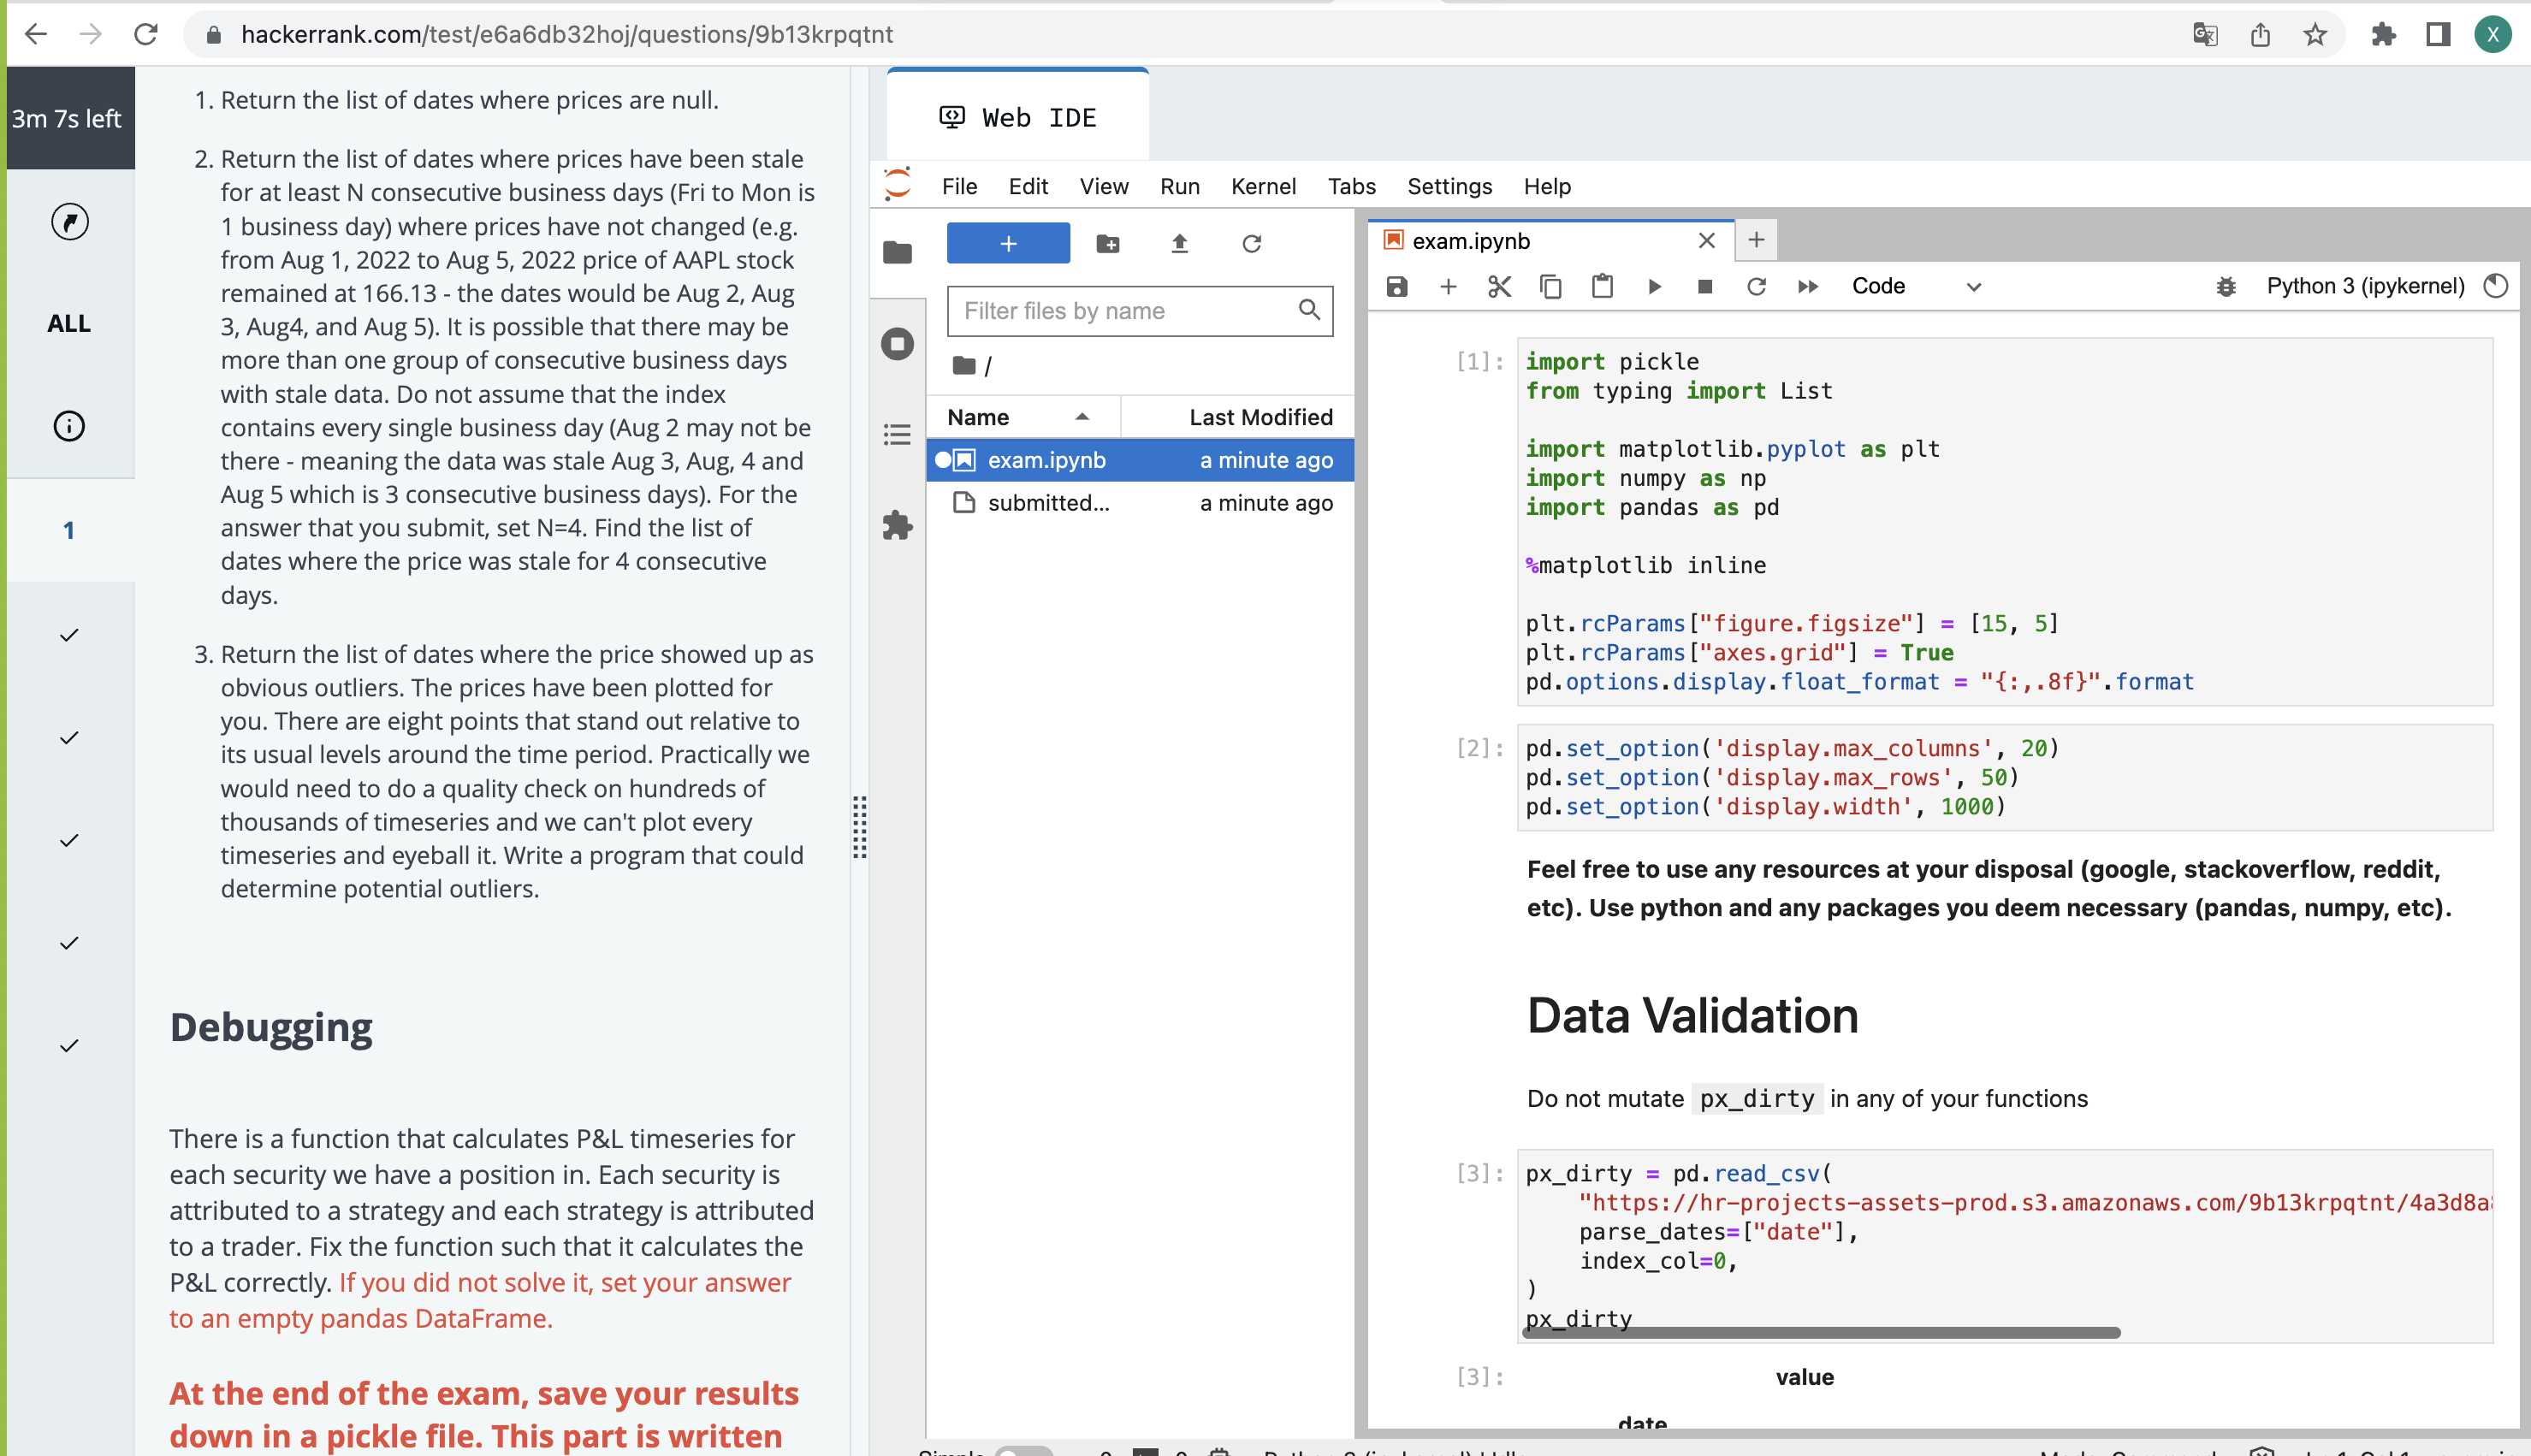 hackerrank.com/test/e6a6db32hoj/questions/9b13krpqtnt
X
3m 7s left
ALL
1
1. Return the list of dates where prices are null.
2. Return the list of dates where prices have been stale
for at least N consecutive business days (Fri to Mon is
1 business day) where prices have not changed (e.g.
from Aug 1, 2022 to Aug 5, 2022 price of AAPL stock
remained at 166.13 - the dates would be Aug 2, Aug
3, Aug4, and Aug 5). It is possible that there may be
more than one group of consecutive business days
with stale data. Do not assume that the index
contains every single business day (Aug 2 may not be
there - meaning the data was stale Aug 3, Aug, 4 and
Aug 5 which is 3 consecutive business days). For the
answer that you submit, set N=4. Find the list of
dates where the price was stale for 4 consecutive
days.
3. Return the list of dates where the price showed up as
obvious outliers. The prices have been plotted for
you. There are eight points that stand out relative to
its usual levels around the time period. Practically we
would need to do a quality check on hundreds of
thousands of timeseries and we can't plot every
timeseries and eyeball it. Write a program that could
determine potential outliers.
Debugging
There is a function that calculates P&L timeseries for
each security we have a position in. Each security is
attributed to a strategy and each strategy is attributed
to a trader. Fix the function such that it calculates the
P&L correctly. If you did not solve it, set your answer
to an empty pandas DataFrame.
At the end of the exam, save your results
down in a pickle file. This part is written
Web IDE
File Edit View Run Kernel Tabs Settings Help
Filter files by name
/
Name Last Modified
exam.ipynb a minute ago
submitted... a minute ago
exam.ipynb
Code Python 3 (ipykernel)
[1]: import pickle
from typing import List
import matplotlib.pyplot as plt
import numpy as np
import pandas as pd
%matplotlib inline
plt.rcParams["figure.figsize"] = [15, 5]
plt.rcParams["axes.grid"] = True
pd.options.display.float_format = "{:,.8f}".format
[2]: pd.set_option('display.max_columns', 20)
pd.set_option('display.max_rows', 50)
pd.set_option('display.width', 1000)
Feel free to use any resources at your disposal (google, stackoverflow, reddit,
etc). Use python and any packages you deem necessary (pandas, numpy, etc).
Data Validation
Do not mutate px_dirty in any of your functions
[3]: px_dirty = pd.read_csv(
"https://hr-projects-assets-prod.s3.amazonaws.com/9b13krpqtnt/4a3d8a
parse_dates=["date"],
index_col=0,
)
px_dirty
[3]: value
date